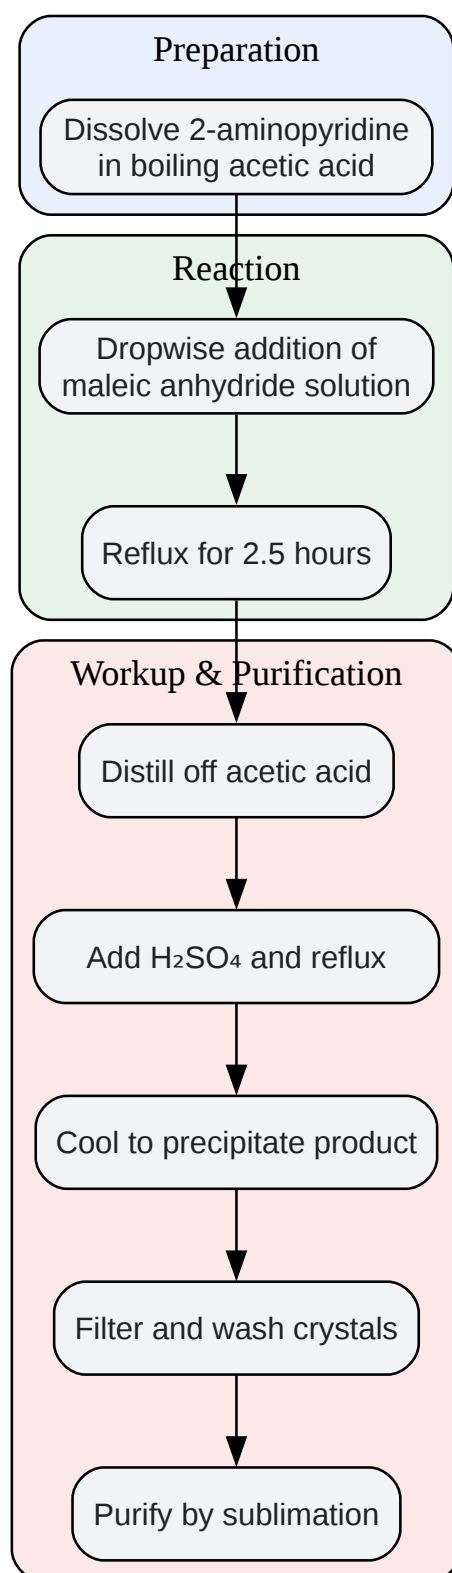 Preparation
Dissolve 2-aminopyridine
in boiling acetic acid
Reaction
Dropwise addition of
maleic anhydride solution
Reflux for 2.5 hours
Workup & Purification
Distill off acetic acid
Add H₂SO₄ and reflux
Cool to precipitate product
Filter and wash crystals
Purify by sublimation